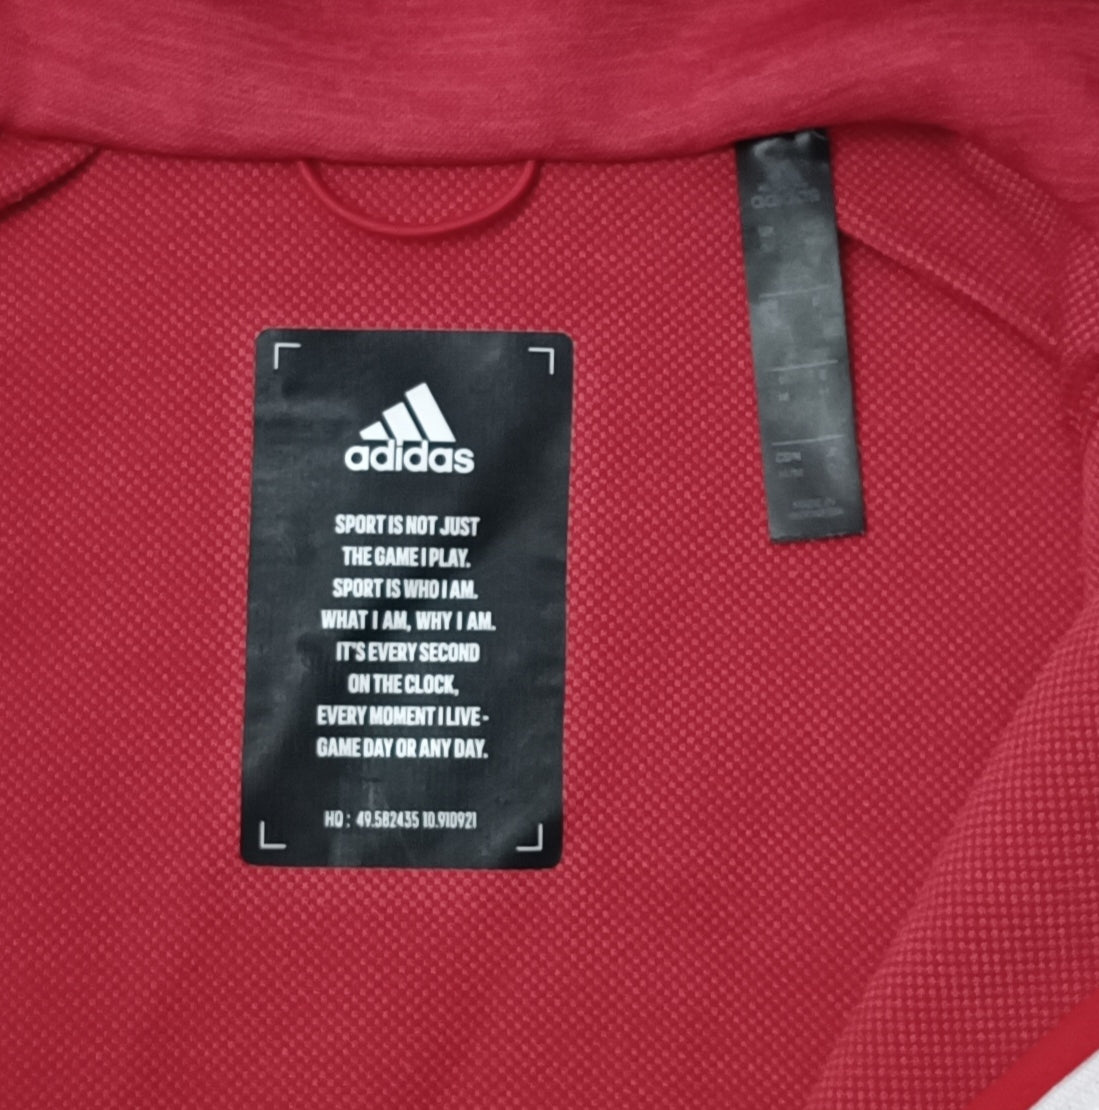 adidas
SPORT IS NOT JUST
THE GAME I PLAY.
SPORT IS WHO I AM.
WHAT I AM, WHY I AM.
IT'S EVERY SECOND
ON THE CLOCK,
EVERY MOMENT I LIVE-
GAME DAY OR ANY DAY.
HQ: 49.582435 10.910921
adidas